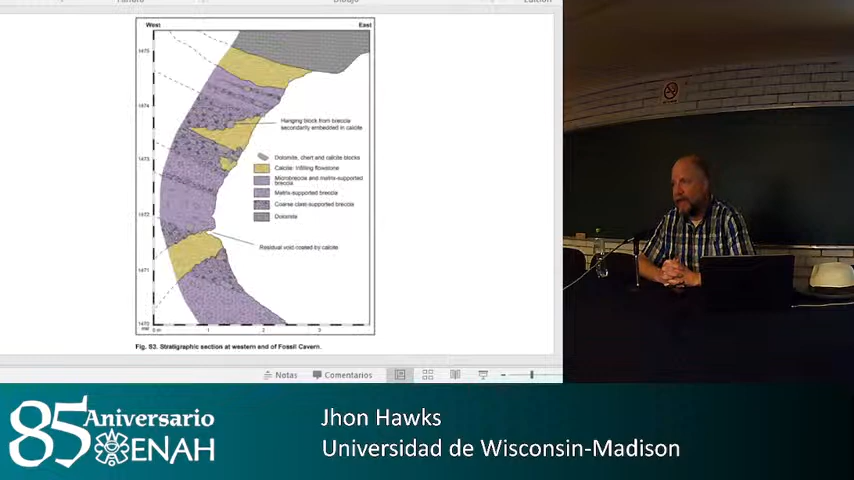 West
East
1475
1474
1473
1472
1471
1470
Hanging block from breccia
secondarily embedded in calcite
Dolomite, chert and calcite blocks
Calcite: infilling flowstone
Microbreccia and matrix-supported
breccia
Matrix-supported breccia
Coarse clast-supported breccia
Dolomite
Residual void coated by calcite
0 m
1
2
3
Fig. S3. Stratigraphic section at western end of Fossil Cavern.
Notas
Comentarios
85 Aniversario
ENAH
Jhon Hawks
Universidad de Wisconsin-Madison